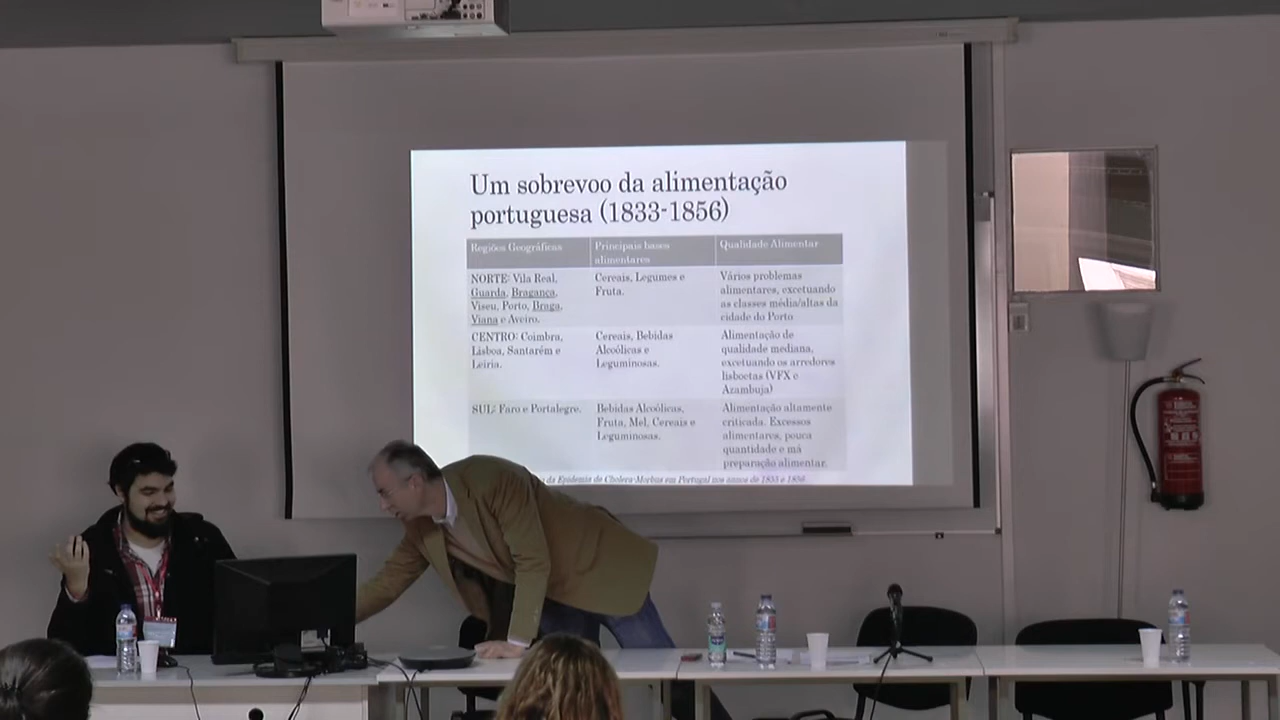 Um sobrevoo da alimentação
portuguesa (1833-1856)
Regiões Geográficas
Principais bases
alimentares
Qualidade Alimentar
NORTE: Vila Real,
Guarda, Bragança,
Viseu, Porto, Braga,
Viana e Aveiro.
Cereais, Legumes e
Fruta.
Vários problemas
alimentares, excetuando
as classes média/altas da
cidade do Porto
CENTRO: Coimbra,
Lisboa, Santarém e
Leiria.
Cereais, Bebidas
Alcoólicas e
Leguminosas.
Alimentação de
qualidade mediana,
excetuando os arredores
lisboetas (VFX e
Azambuja)
SUL: Faro e Portalegre.
Bebidas Alcoólicas,
Fruta, Mel, Cereais e
Leguminosas.
Alimentação altamente
criticada. Excessos
alimentares, pouca
quantidade e má
preparação alimentar.
da Epidemia de Cholera-Morbus em Portugal nos annos de 1855 e 1856